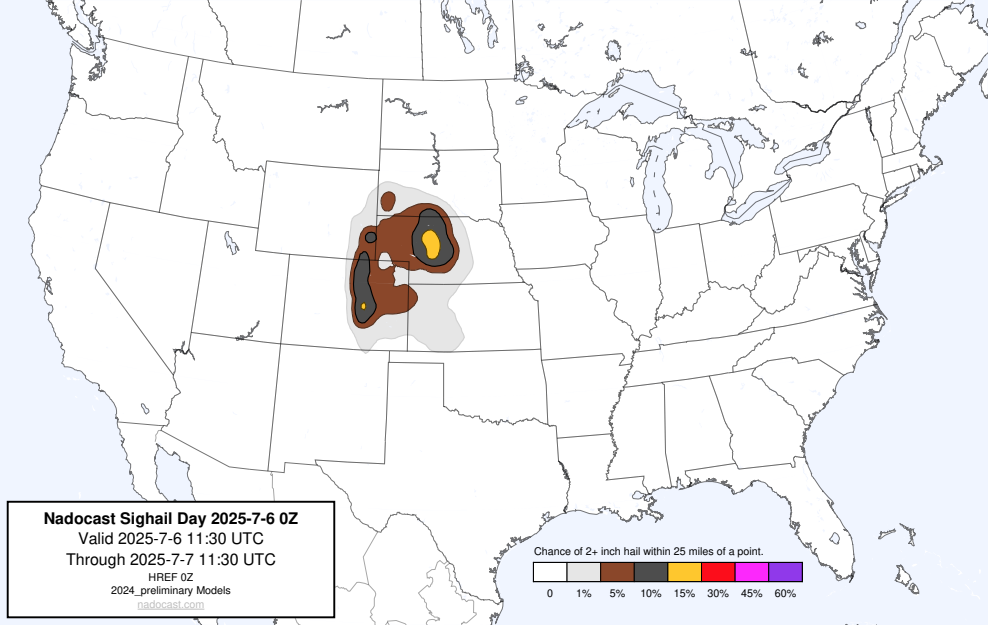 Nadocast Sighail Day 2025-7-6 0Z
Valid 2025-7-6 11:30 UTC
Through 2025-7-7 11:30 UTC
HREF 0Z
2024_preliminary Models
nadocast.com
Chance of 2+ inch hail within 25 miles of a point.
0 1% 5% 10% 15% 30% 45% 60%